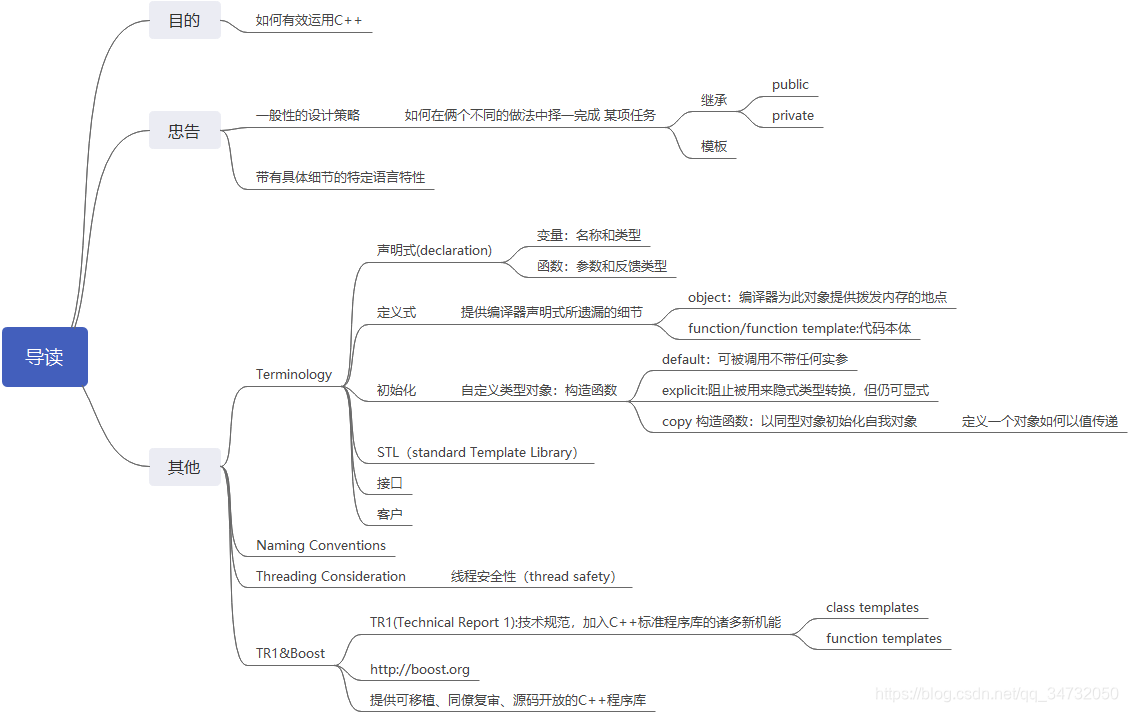 目的
如何有效运用C++
忠告
一般性的设计策略
如何在俩个不同的做法中择一完成 某项任务
继承
public
private
模板
带有具体细节的特定语言特性
导读
其他
Terminology
声明式(declaration)
变量：名称和类型
函数：参数和反馈类型
定义式
提供编译器声明式所遗漏的细节
object：编译器为此对象提供拨发内存的地点
function/function template:代码本体
初始化
自定义类型对象：构造函数
default：可被调用不带任何实参
explicit:阻止被用来隐式类型转换，但仍可显式
copy 构造函数：以同型对象初始化自我对象
定义一个对象如何以值传递
STL（standard Template Library）
接口
客户
Naming Conventions
Threading Consideration
线程安全性（thread safety）
TR1&Boost
TR1(Technical Report 1):技术规范，加入C++标准程序库的诸多新机能
class templates
function templates
http://boost.org
提供可移植、同僚复审、源码开放的C++程序库
https://blog.csdn.net/qq_34732050